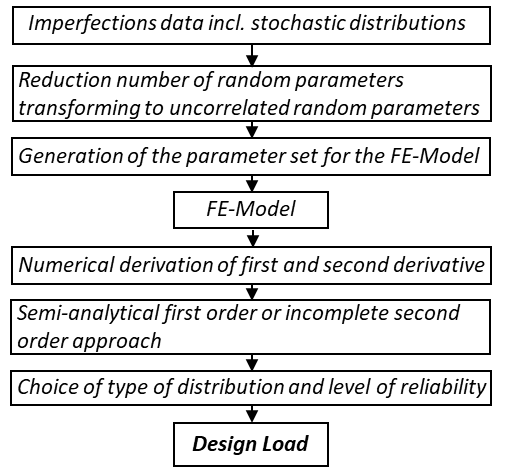 Imperfections data incl. stochastic distributions
Reduction number of random parameters
transforming to uncorrelated random parameters
Generation of the parameter set for the FE-Model
FE-Model
Numerical derivation of first and second derivative
Semi-analytical first order or incomplete second
order approach
Choice of type of distribution and level of reliability
Design Load